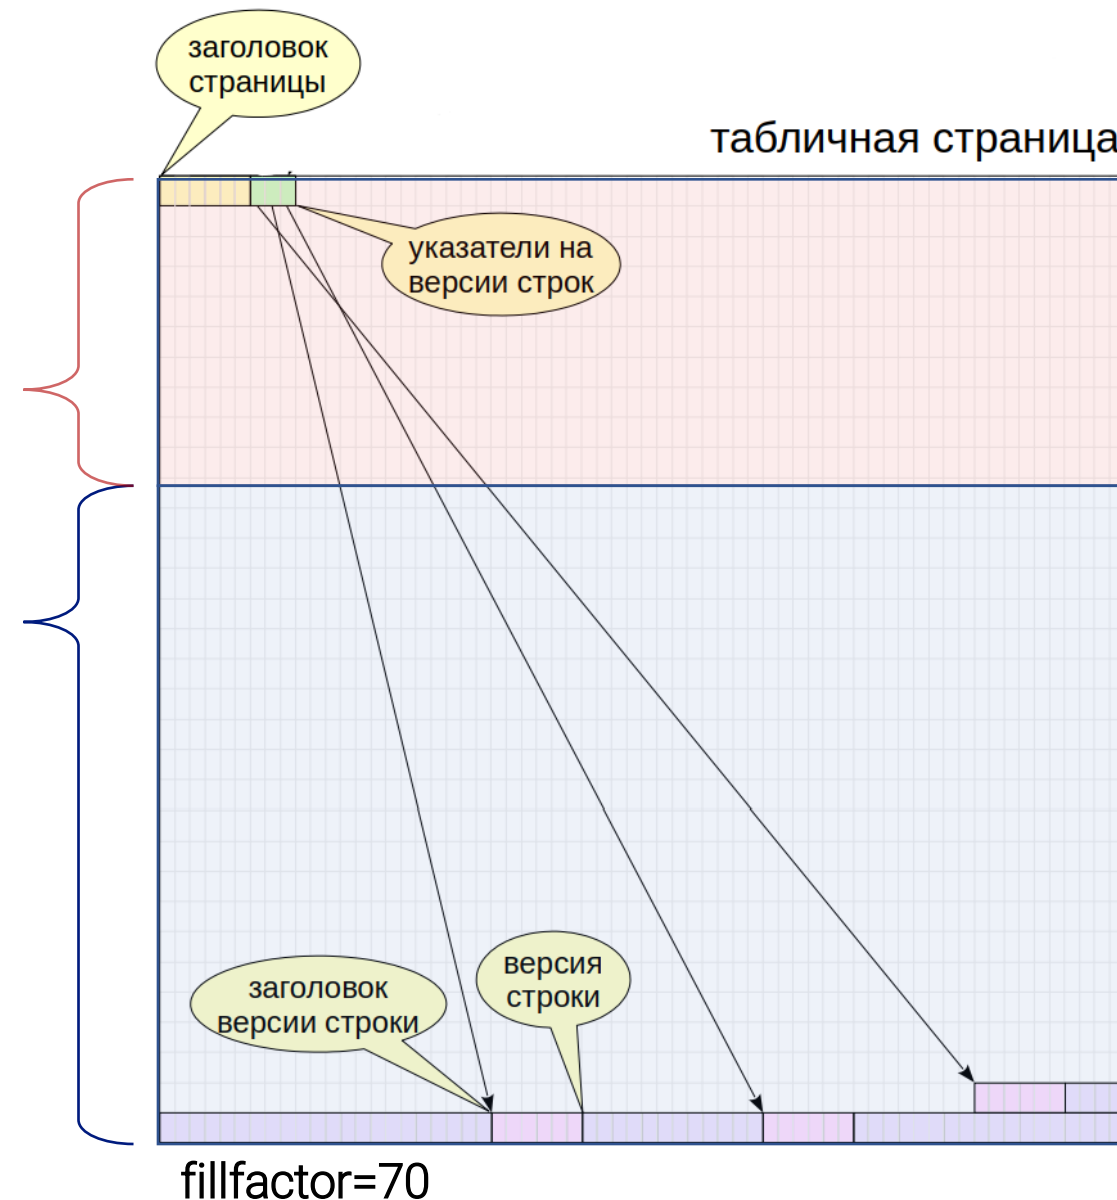 заголовок
страницы
табличная страница
указатели на
версии строк
версия
строки
заголовок
версии строки
fillfactor=70